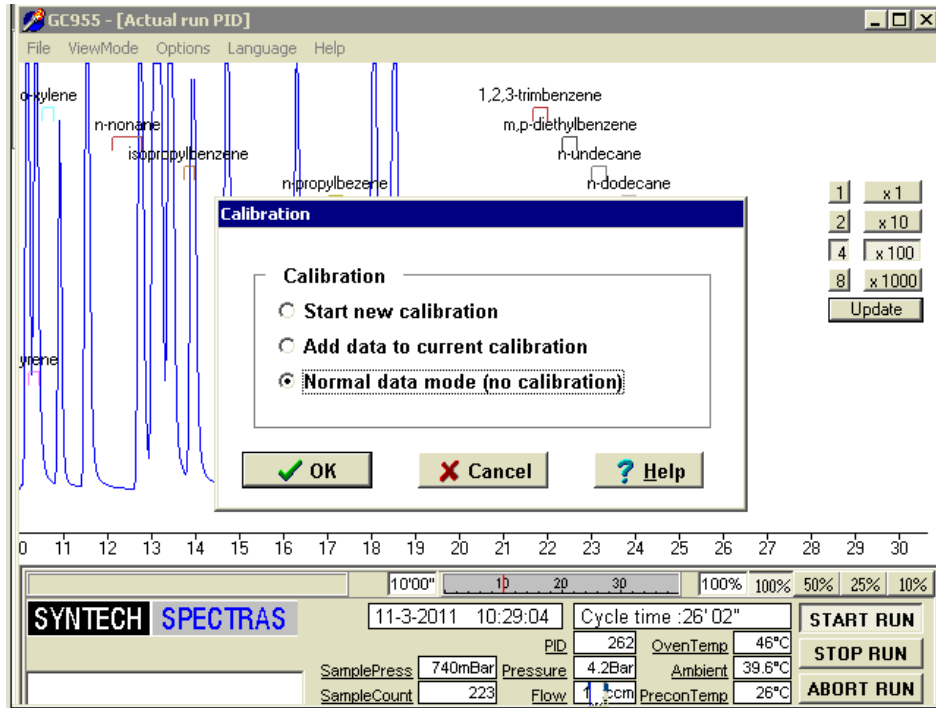 GC955 - [Actual run PID]
File ViewMode Options Language Help
o-xylene
1,2,3-trimbenzene
n-nonane
m,p-diethylbenzene
isopropylbenzene
n-undecane
n-propylbezene
n-dodecane
1 x 1
2 x 10
4 x 100
8 x 1000
Update
yrene
Calibration
Calibration
Start new calibration
Add data to current calibration
Normal data mode (no calibration)
OK Cancel Help
0 11 12 13 14 15 16 17 18 19 20 21 22 23 24 25 26 27 28 29 30
10'00" 10 20 30 100% 100% 50% 25% 10%
SYNTECH SPECTRAS
11-3-2011 10:29:04 Cycle time :26' 02"
START RUN
PID 262 OvenTemp 46°C
STOP RUN
SamplePress 740mBar Pressure 4.2Bar Ambient 39.6°C
SampleCount 223 Flow ccm PreconTemp 26°C
ABORT RUN